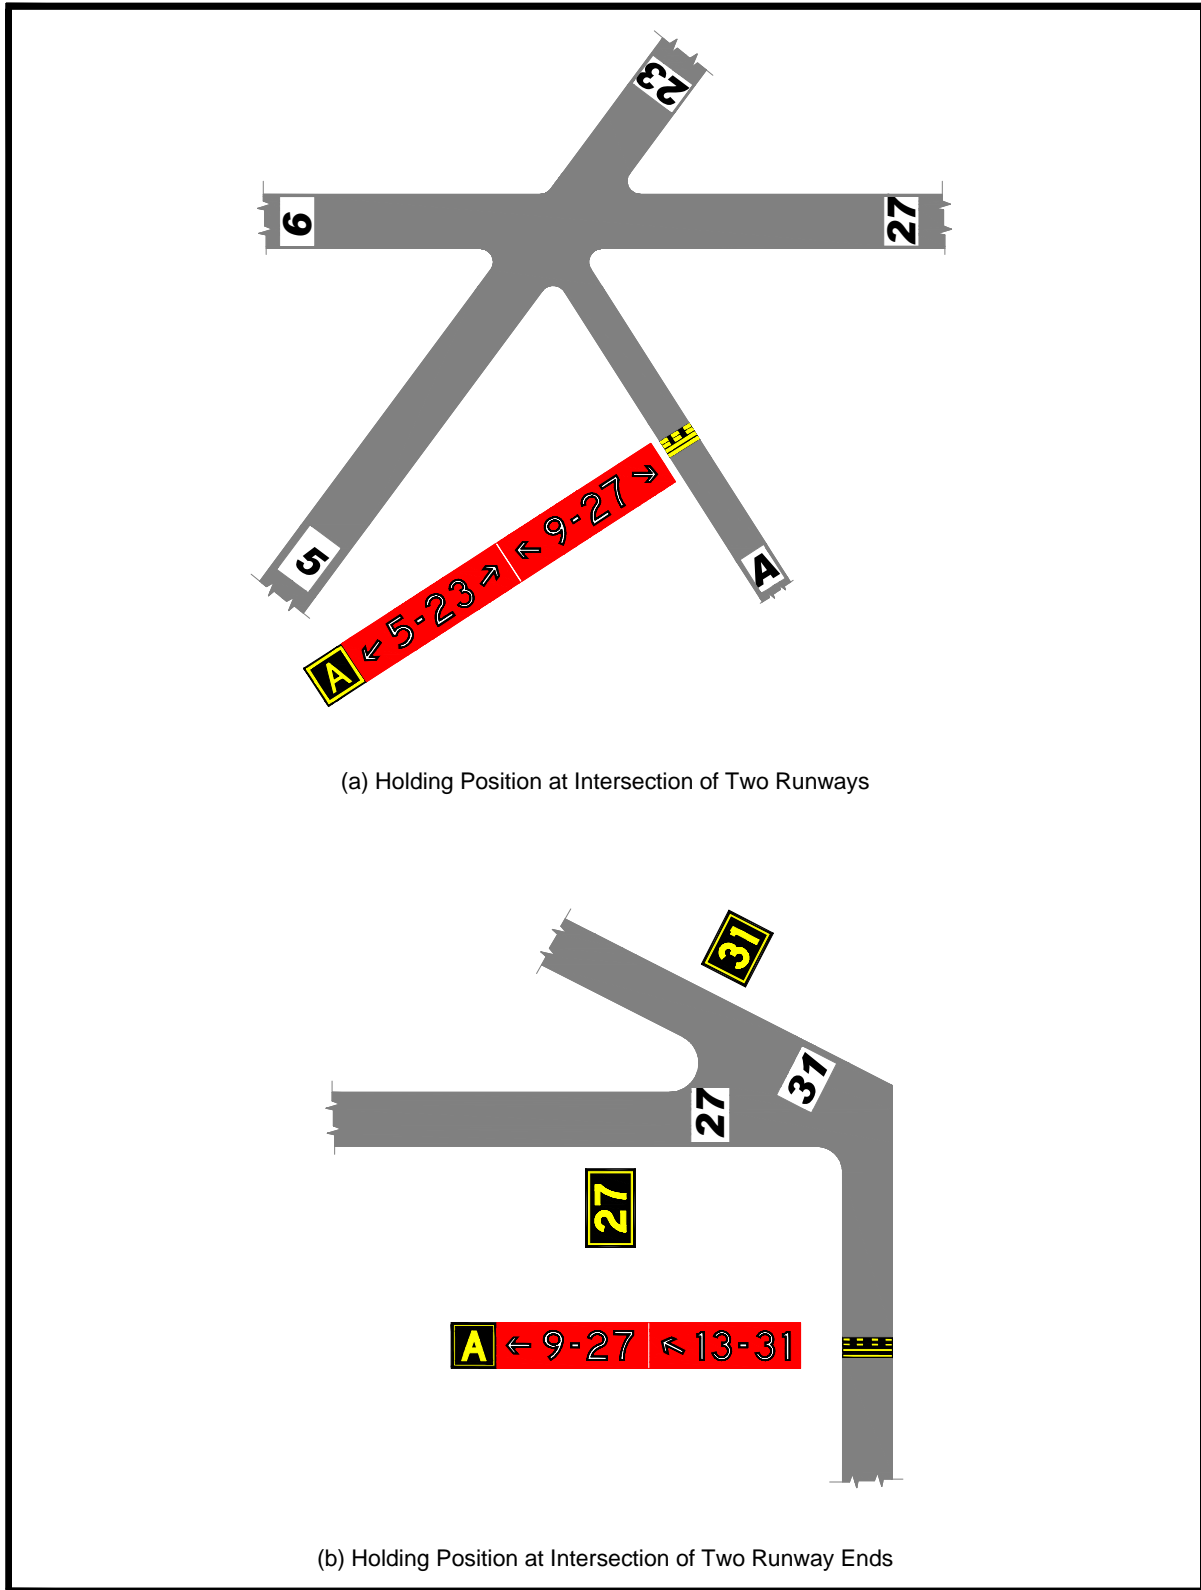 23
9
27
5
A
A ← 5-23 ↗ ↖ 9-27 →
(a) Holding Position at Intersection of Two Runways
31
31
27
27
A ← 9-27 ↖ 13-31
(b) Holding Position at Intersection of Two Runway Ends